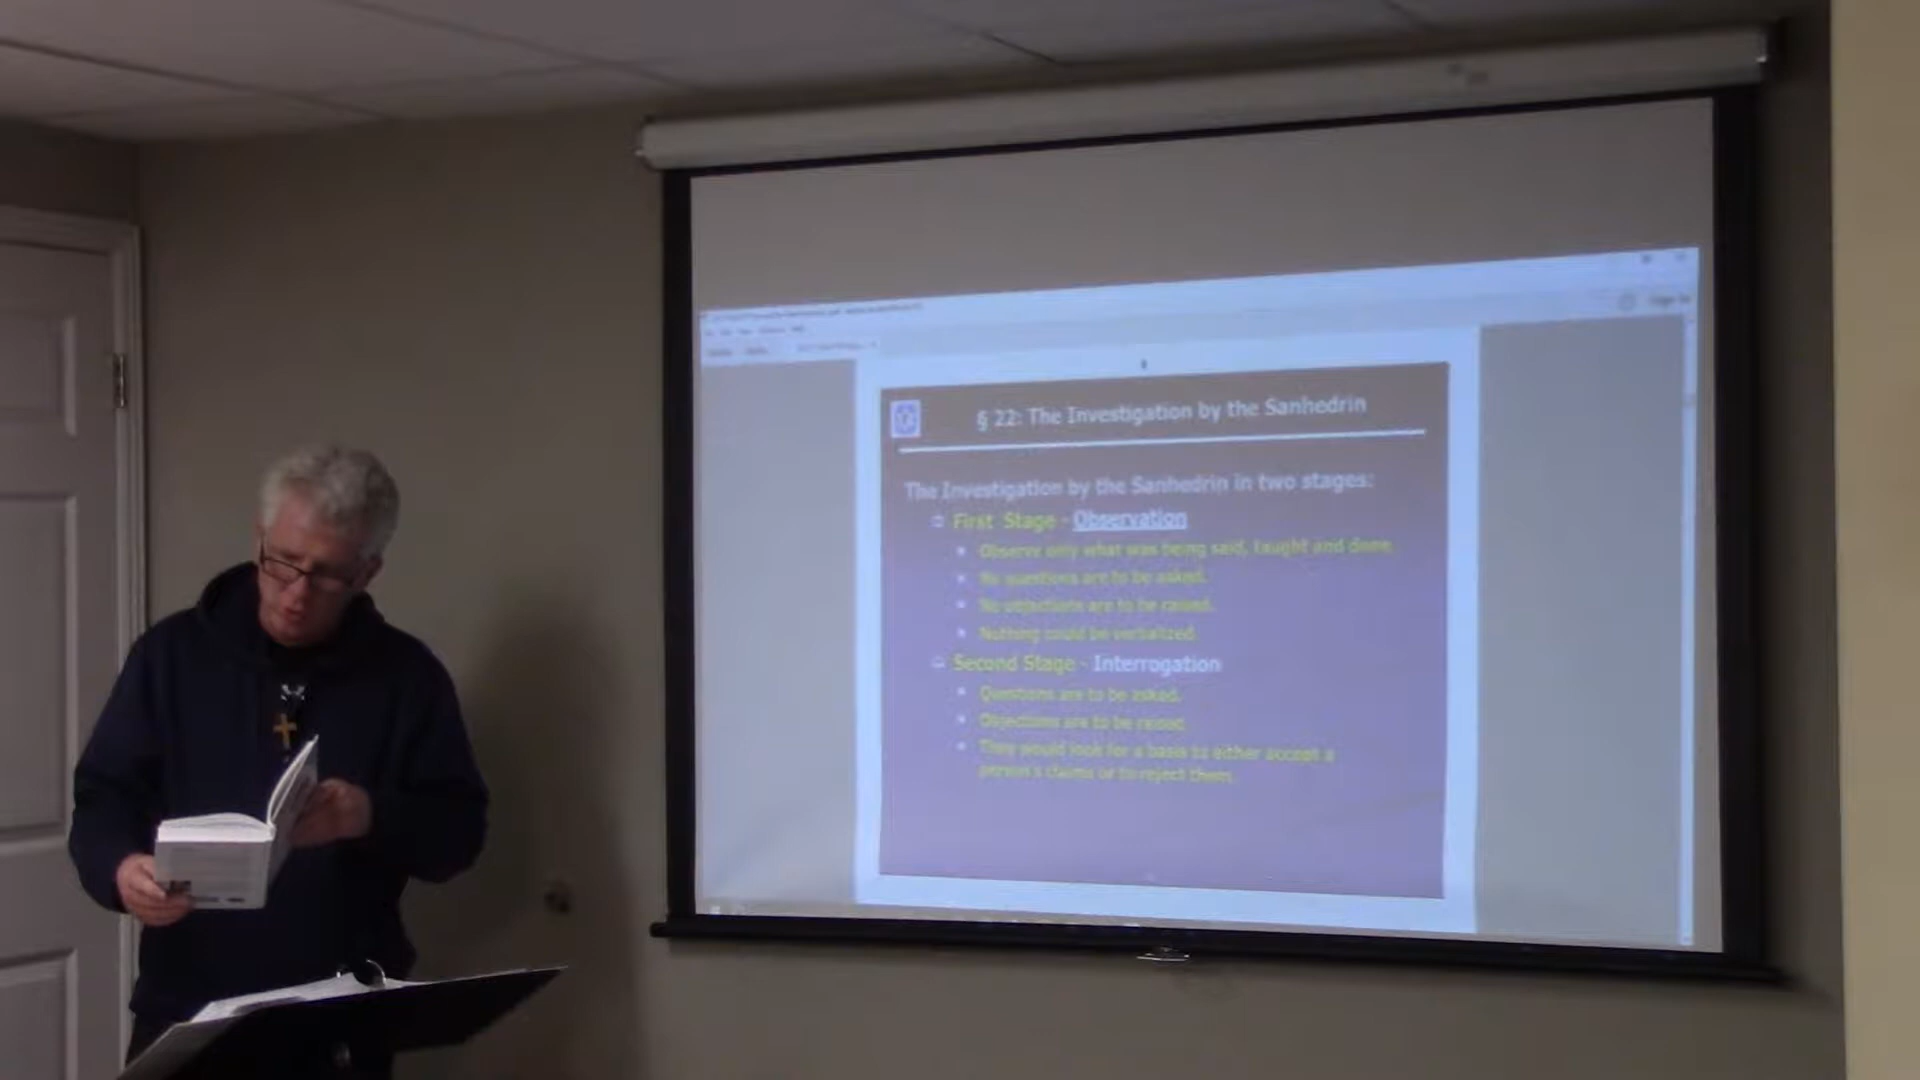 § 22: The Investigation by the Sanhedrin
The Investigation by the Sanhedrin in two stages:
First Stage - Observation
Observe only what was being said, taught and done.
No questions are to be asked.
No objections are to be raised.
Nothing could be verbalized.
Second Stage - Interrogation
Questions are to be asked.
Objections are to be raised.
They would look for a basis to either accept a
person's claims or to reject them.
Sign In